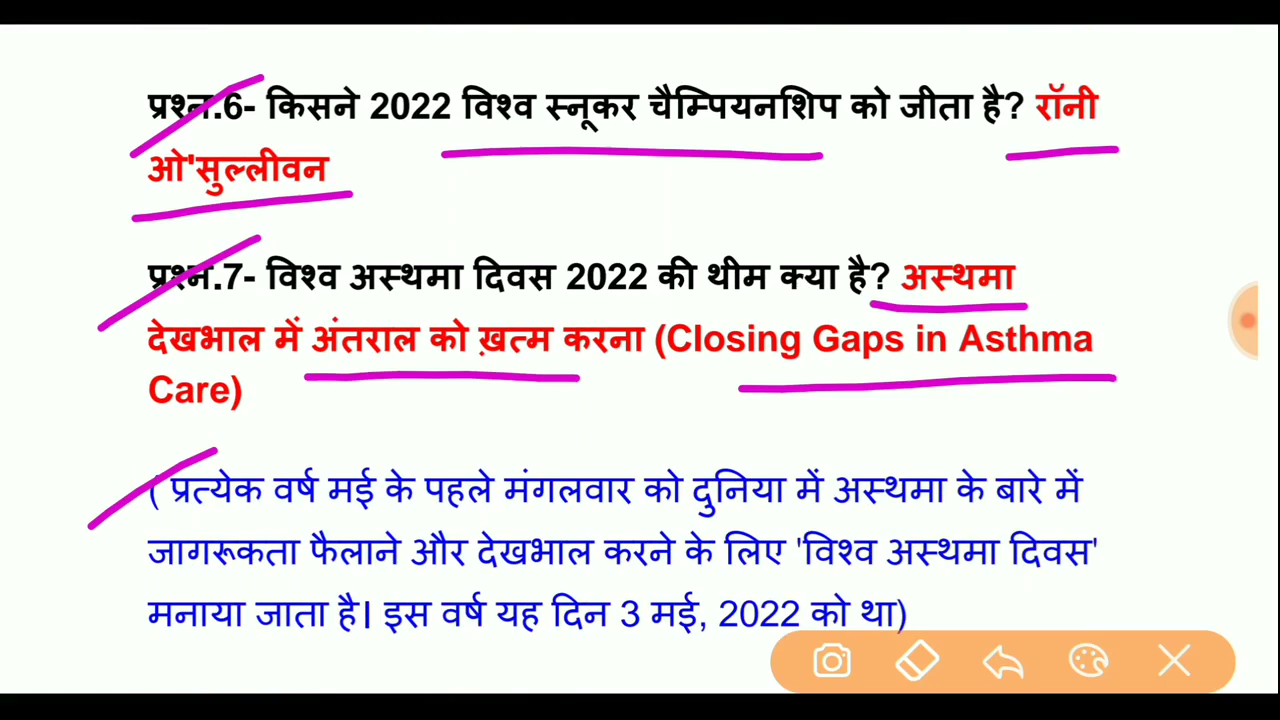 प्रश्न.6- किसने 2022 विश्व स्नूकर चैम्पियनशिप को जीता है? रॉनी
ओ'सुल्लीवन
प्रश्न.7- विश्व अस्थमा दिवस 2022 की थीम क्या है? अस्थमा
देखभाल में अंतराल को ख़त्म करना (Closing Gaps in Asthma
Care)
( प्रत्येक वर्ष मई के पहले मंगलवार को दुनिया में अस्थमा के बारे में
जागरूकता फैलाने और देखभाल करने के लिए 'विश्व अस्थमा दिवस'
मनाया जाता है। इस वर्ष यह दिन 3 मई, 2022 को था)